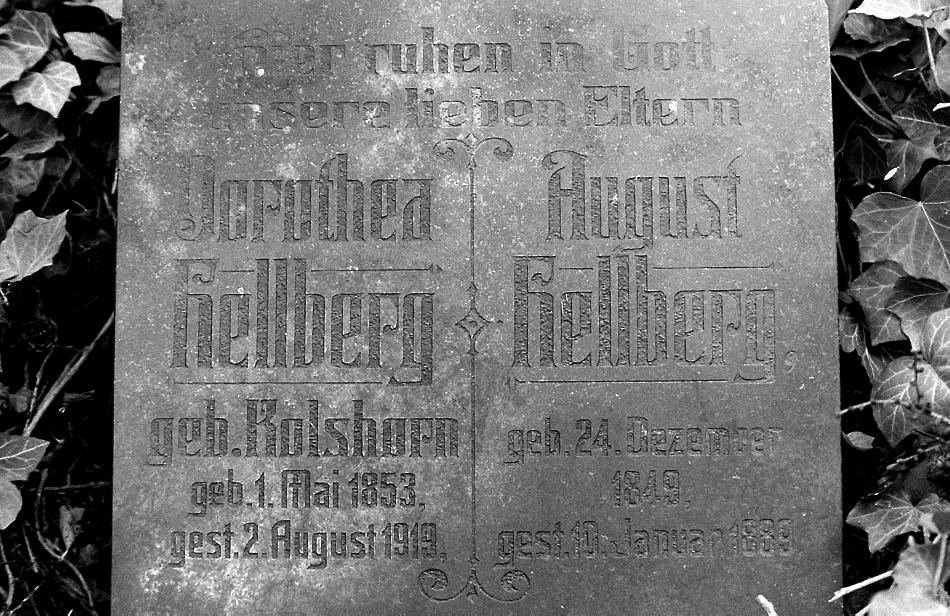 Hier ruhen in Gott
unsere lieben Eltern
Dorothea
Hellberg
geb. Kolshorn
geb. 1. Mai 1853,
gest. 2. August 1919.
August
Hellberg,
geb. 24. Dezember
1849,
gest. 10. Januar 1889